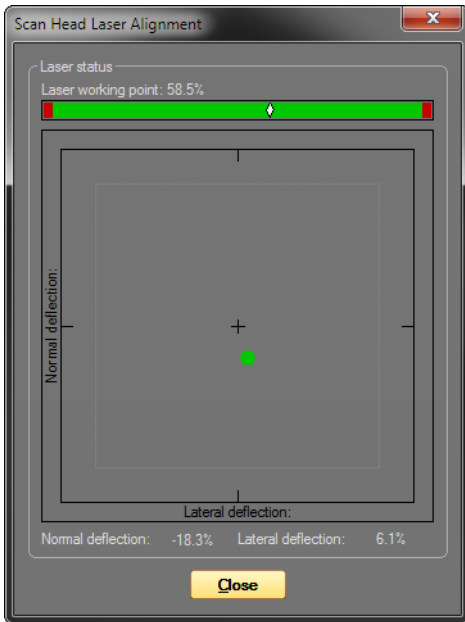 Scan Head Laser Alignment
Laser status
Laser working point: 58.5%
Normal deflection:
Lateral deflection:
Normal deflection: -18.3% Lateral deflection: 6.1%
Close